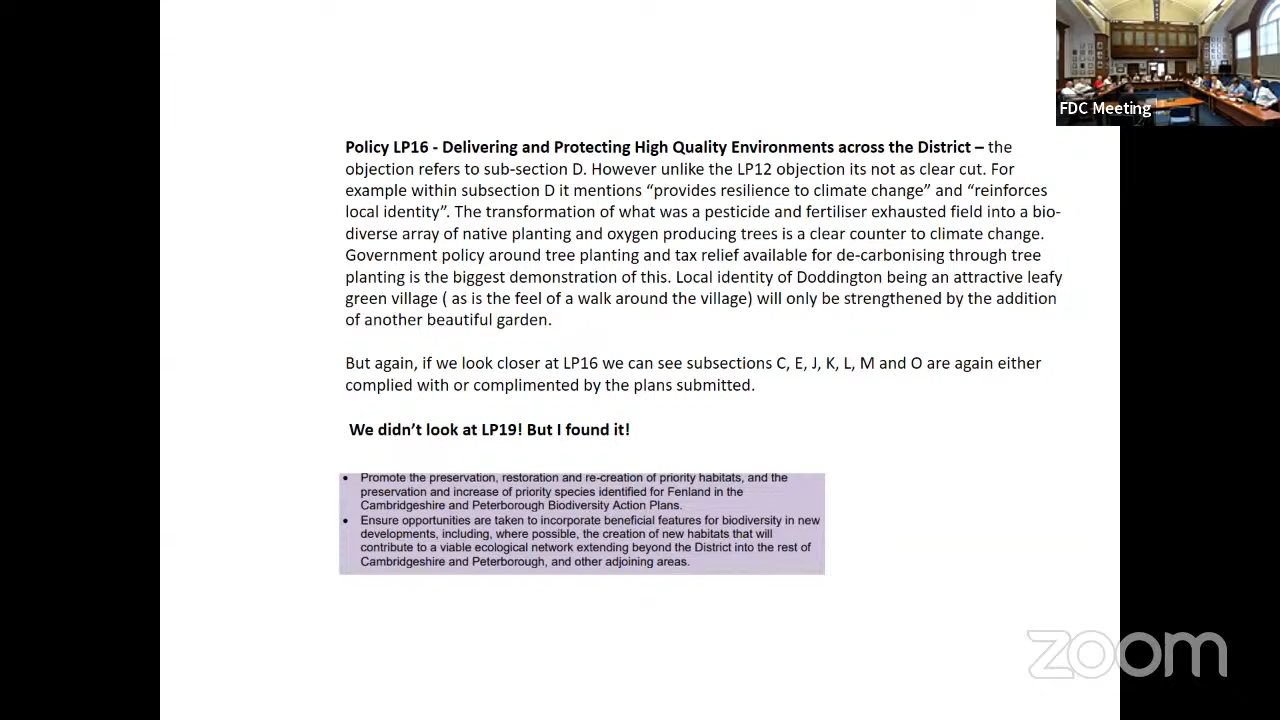 FDC Meeting
Policy LP16 - Delivering and Protecting High Quality Environments across the District – the
objection refers to sub-section D. However unlike the LP12 objection its not as clear cut. For
example within subsection D it mentions “provides resilience to climate change” and “reinforces
local identity”. The transformation of what was a pesticide and fertiliser exhausted field into a bio-
diverse array of native planting and oxygen producing trees is a clear counter to climate change.
Government policy around tree planting and tax relief available for de-carbonising through tree
planting is the biggest demonstration of this. Local identity of Doddington being an attractive leafy
green village ( as is the feel of a walk around the village) will only be strengthened by the addition
of another beautiful garden.
But again, if we look closer at LP16 we can see subsections C, E, J, K, L, M and O are again either
complied with or complimented by the plans submitted.
We didn’t look at LP19! But I found it!
• Promote the preservation, restoration and re-creation of priority habitats, and the
preservation and increase of priority species identified for Fenland in the
Cambridgeshire and Peterborough Biodiversity Action Plans.
• Ensure opportunities are taken to incorporate beneficial features for biodiversity in new
developments, including, where possible, the creation of new habitats that will
contribute to a viable ecological network extending beyond the District into the rest of
Cambridgeshire and Peterborough, and other adjoining areas.
zoom